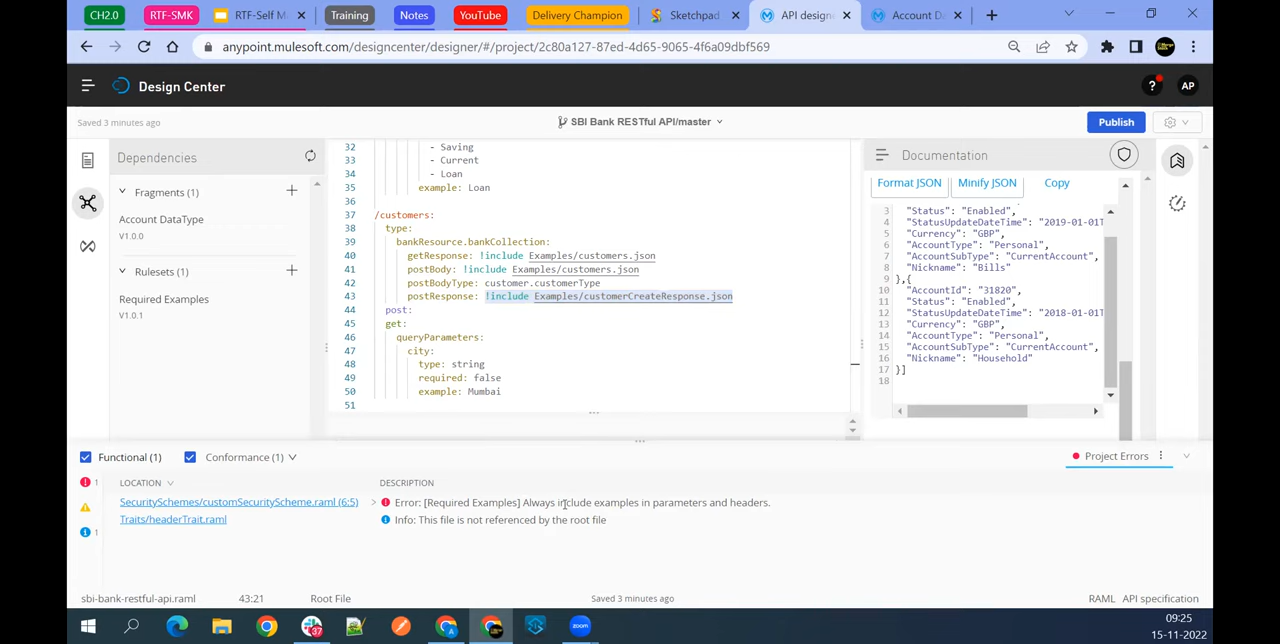 CH2.0 RTF-SMK RTF-Self M Training Notes YouTube Delivery Champion Sketchpad API design Account D
anypoint.mulesoft.com/designcenter/designer/#/project/2c80a127-87ed-4d65-9065-4f6a09dbf569
Design Center ? AP
Saved 3 minutes ago SBI Bank RESTful API/master Publish
Dependencies
Fragments (1)
Account DataType
V1.0.0
Rulesets (1)
Required Examples
V1.0.1
32 - Saving
33 - Current
34 - Loan
35 example: Loan
36
37 /customers:
38 type:
39 bankResource.bankCollection:
40 getResponse: !include Examples/customers.json
41 postBody: !include Examples/customers.json
42 postBodyType: customer.customerType
43 postResponse: !include Examples/customerCreateResponse.json
44 post:
45 get:
46 queryParameters:
47 city:
48 type: string
49 required: false
50 example: Mumbai
51
Documentation
Format JSON Minify JSON Copy
3 "Status": "Enabled",
4 "StatusUpdateDateTime": "2019-01-01T
5 "Currency": "GBP",
6 "AccountType": "Personal",
7 "AccountSubType": "CurrentAccount",
8 "Nickname": "Bills"
9 },{
10 "AccountId": "31820",
11 "Status": "Enabled",
12 "StatusUpdateDateTime": "2018-01-01T
13 "Currency": "GBP",
14 "AccountType": "Personal",
15 "AccountSubType": "CurrentAccount",
16 "Nickname": "Household"
17 }]
18
Functional (1) Conformance (1) Project Errors
1 LOCATION DESCRIPTION
SecuritySchemes/customSecurityScheme.raml (6:5) > Error: [Required Examples] Always include examples in parameters and headers.
1 Traits/headerTrait.raml Info: This file is not referenced by the root file
sbi-bank-restful-api.raml 43:21 Root File Saved 3 minutes ago RAML API specification
37 zoom 09:25
15-11-2022